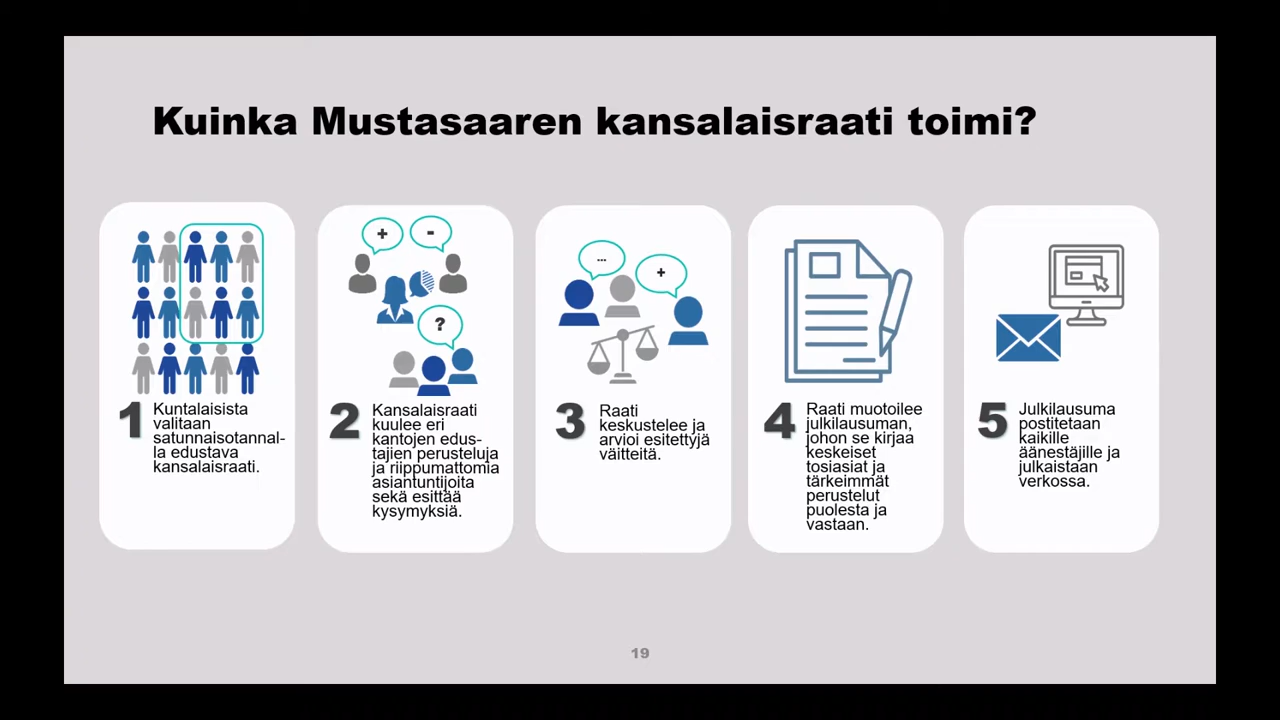 Kuinka Mustasaaren kansalaisraati toimi?
+
-
?
...
+
1
Kuntalaisista
valitaan
satunnaisotannal-
la edustava
kansalaisraati.
2
Kansalaisraati
kuulee eri
kantojen edus-
tajien perusteluja
ja riippumattomia
asiantuntijoita
sekä esittää
kysymyksiä.
3
Raati
keskustelee ja
arvioi esitettyjä
väitteitä.
4
Raati muotoilee
julkilausuman,
johon se kirjaa
keskeiset
tosiasiat ja
tärkeimmät
perustelut
puolesta ja
vastaan.
5
Julkilausuma
postitetaan
kaikille
äänestäjille ja
julkaistaan
verkossa.
19